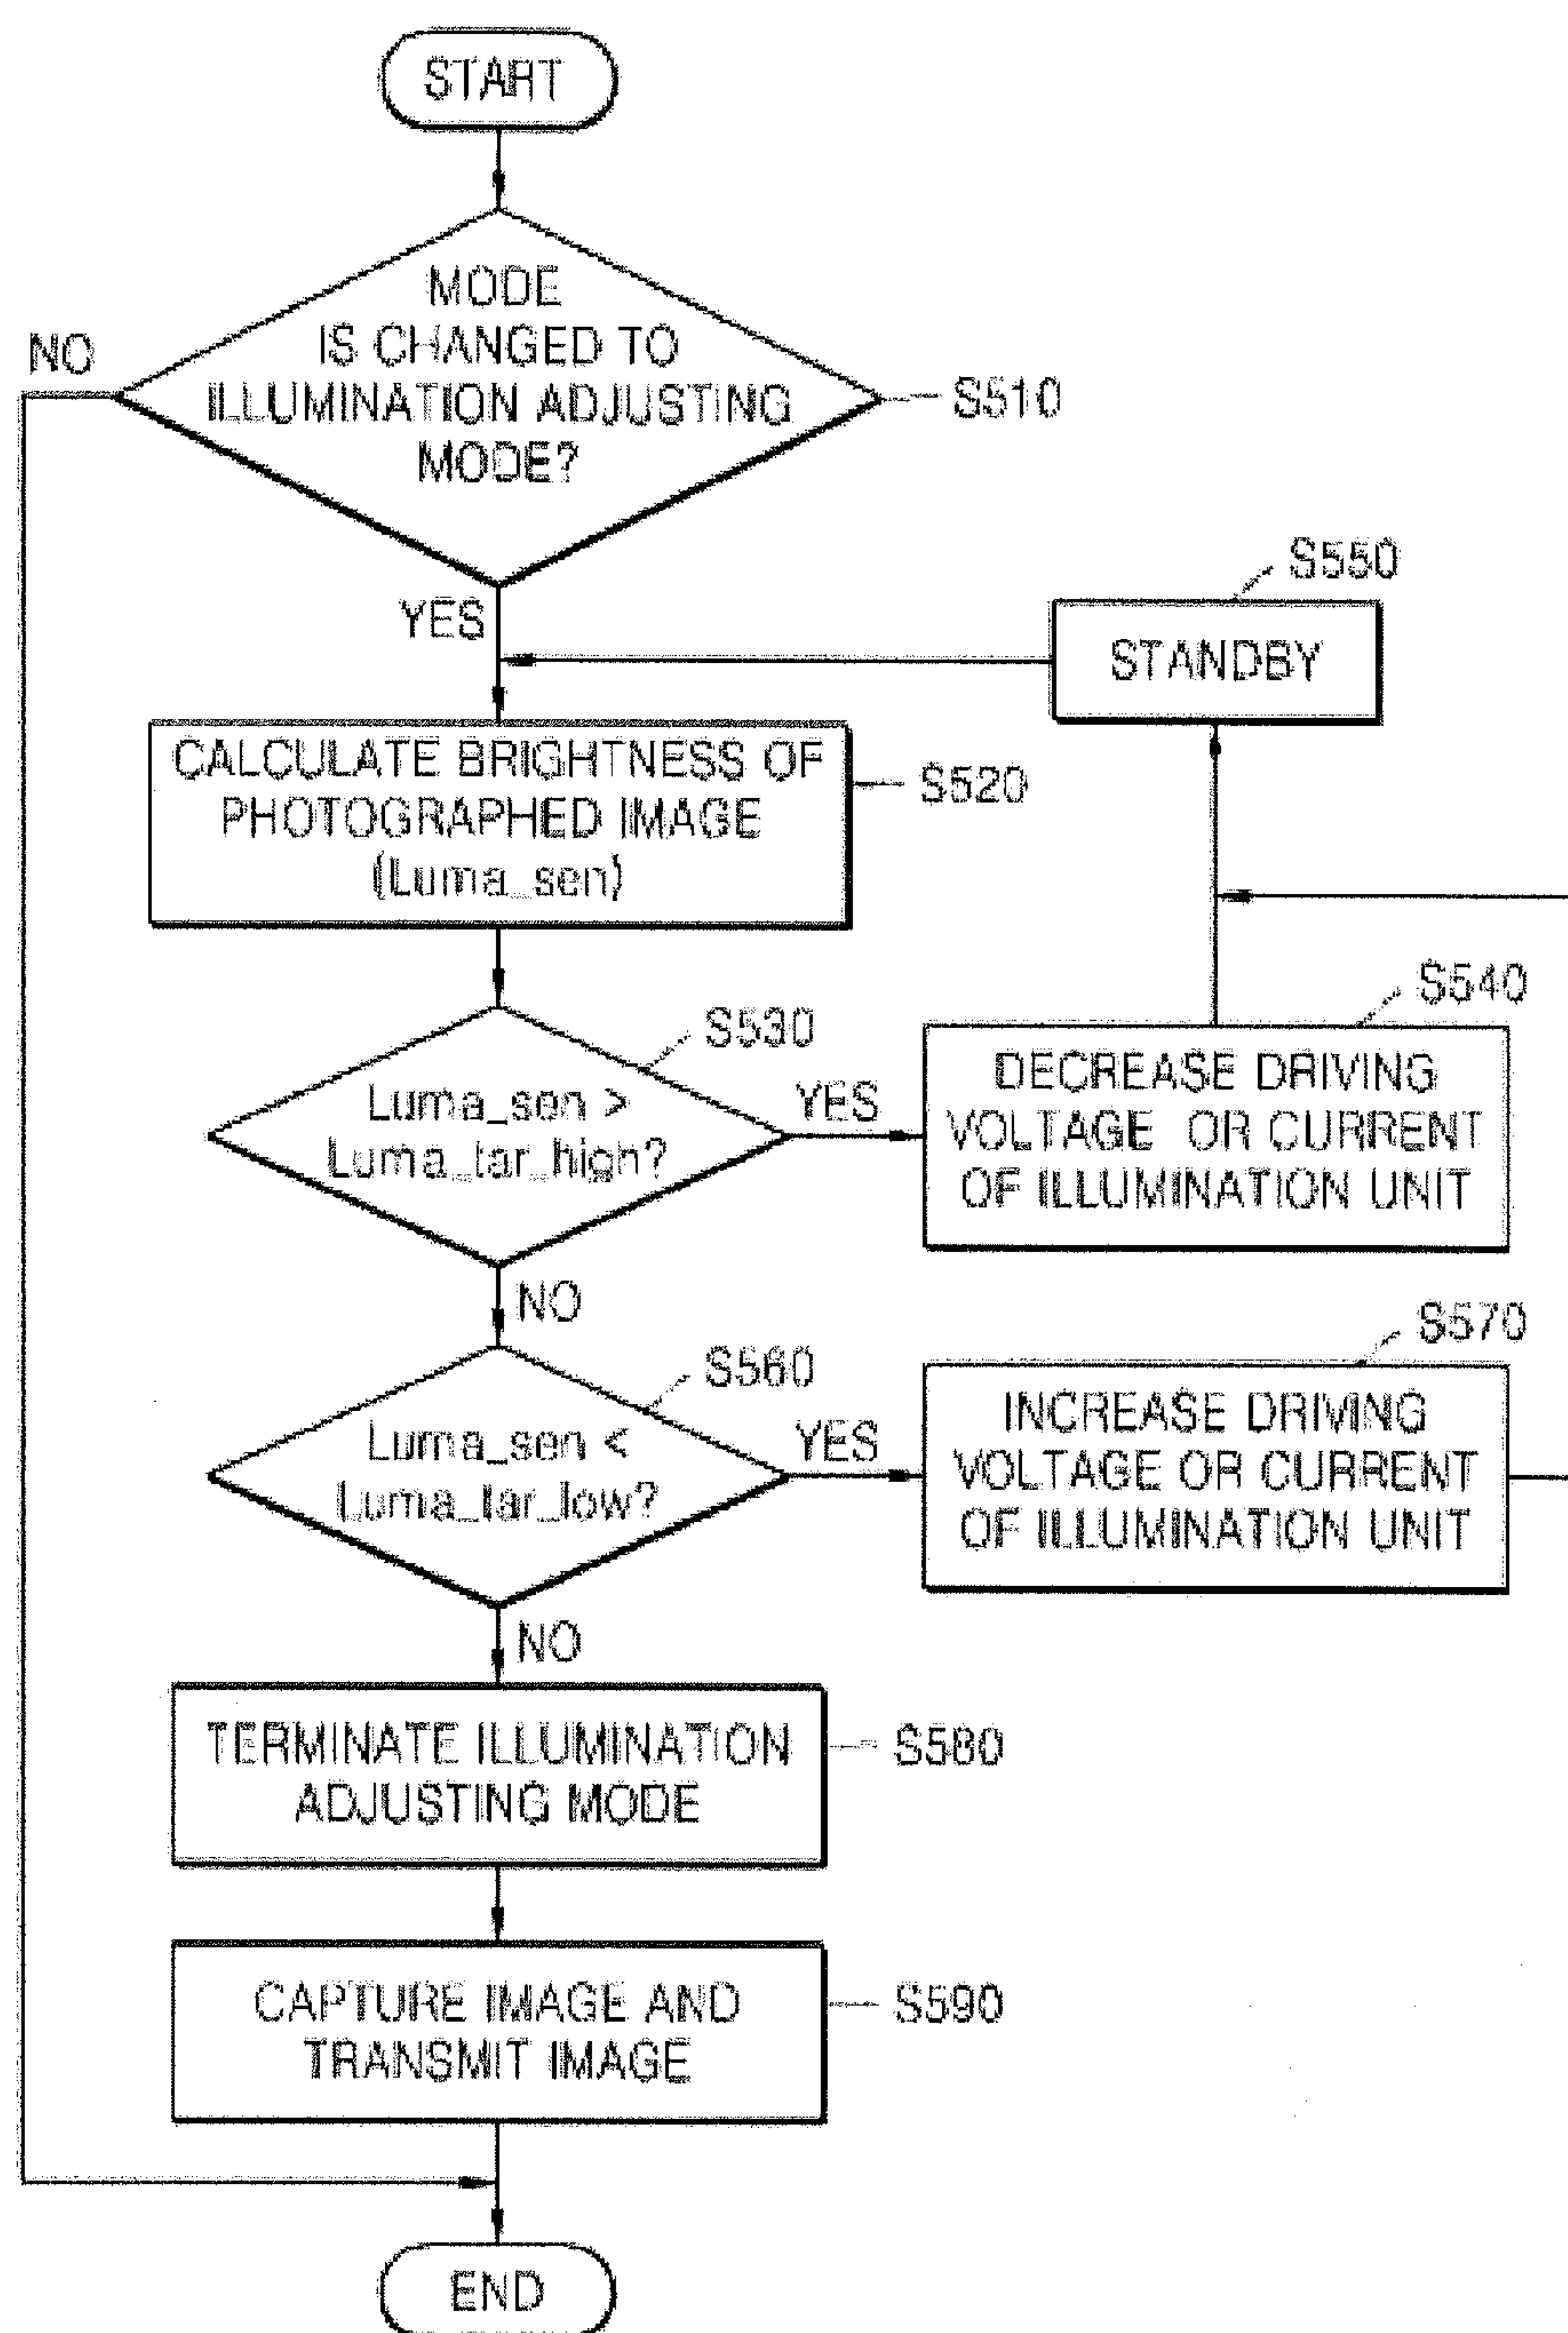 START
MODE
IS CHANGED TO
ILLUMINATION ADJUSTING
MODE?
NO
S510
YES
S550
STANDBY
CALCULATE BRIGHTNESS OF
PHOTOGRAPHED IMAGE
(Luma_sen)
S520
S530
Luma_sen >
Luma_tar_high?
YES
S540
DECREASE DRIVING
VOLTAGE OR CURRENT
OF ILLUMINATION UNIT
NO
S560
Luma_sen <
Luma_tar_low?
YES
S570
INCREASE DRIVING
VOLTAGE OR CURRENT
OF ILLUMINATION UNIT
NO
TERMINATE ILLUMINATION
ADJUSTING MODE
S580
CAPTURE IMAGE AND
TRANSMIT IMAGE
S590
END